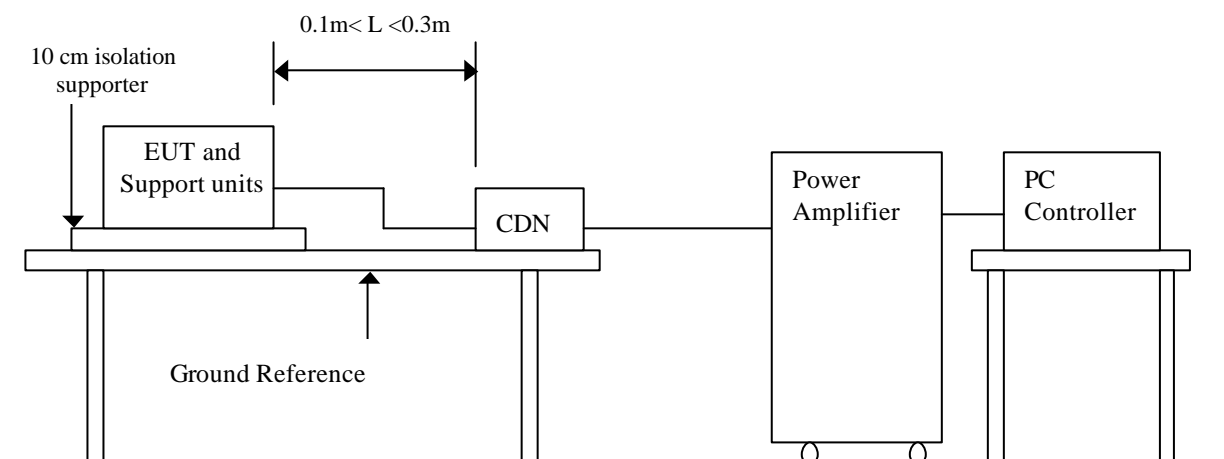 0.1m< L <0.3m
10 cm isolation
supporter
EUT and
Support units
CDN
Power
Amplifier
PC
Controller
Ground Reference